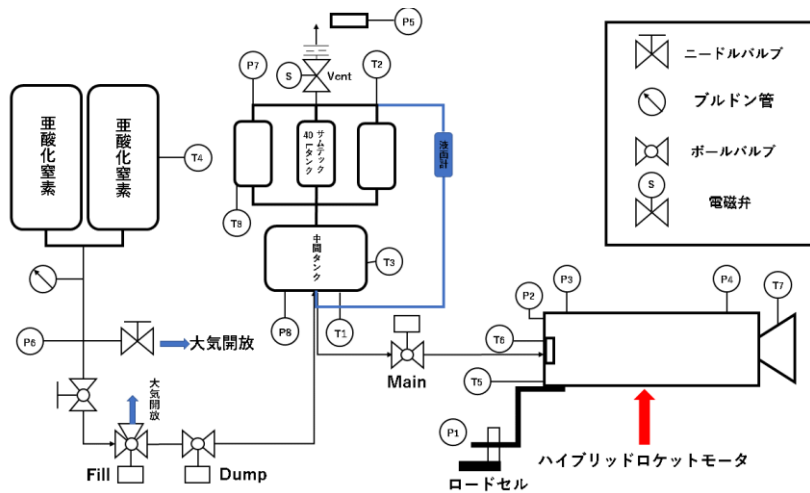 P5
P7
S
Vent
T2
亜酸化窒素
亜酸化窒素
T4
サムテック
40Lタンク
液面計
T8
中間タンク
T3
P8
T1
P6
大気開放
大気開放
Fill
Dump
Main
P2
P3
P4
T7
T6
T5
P1
ロードセル
ハイブリッドロケットモータ
ニードルバルブ
ブルドン管
ボールバルブ
S
電磁弁